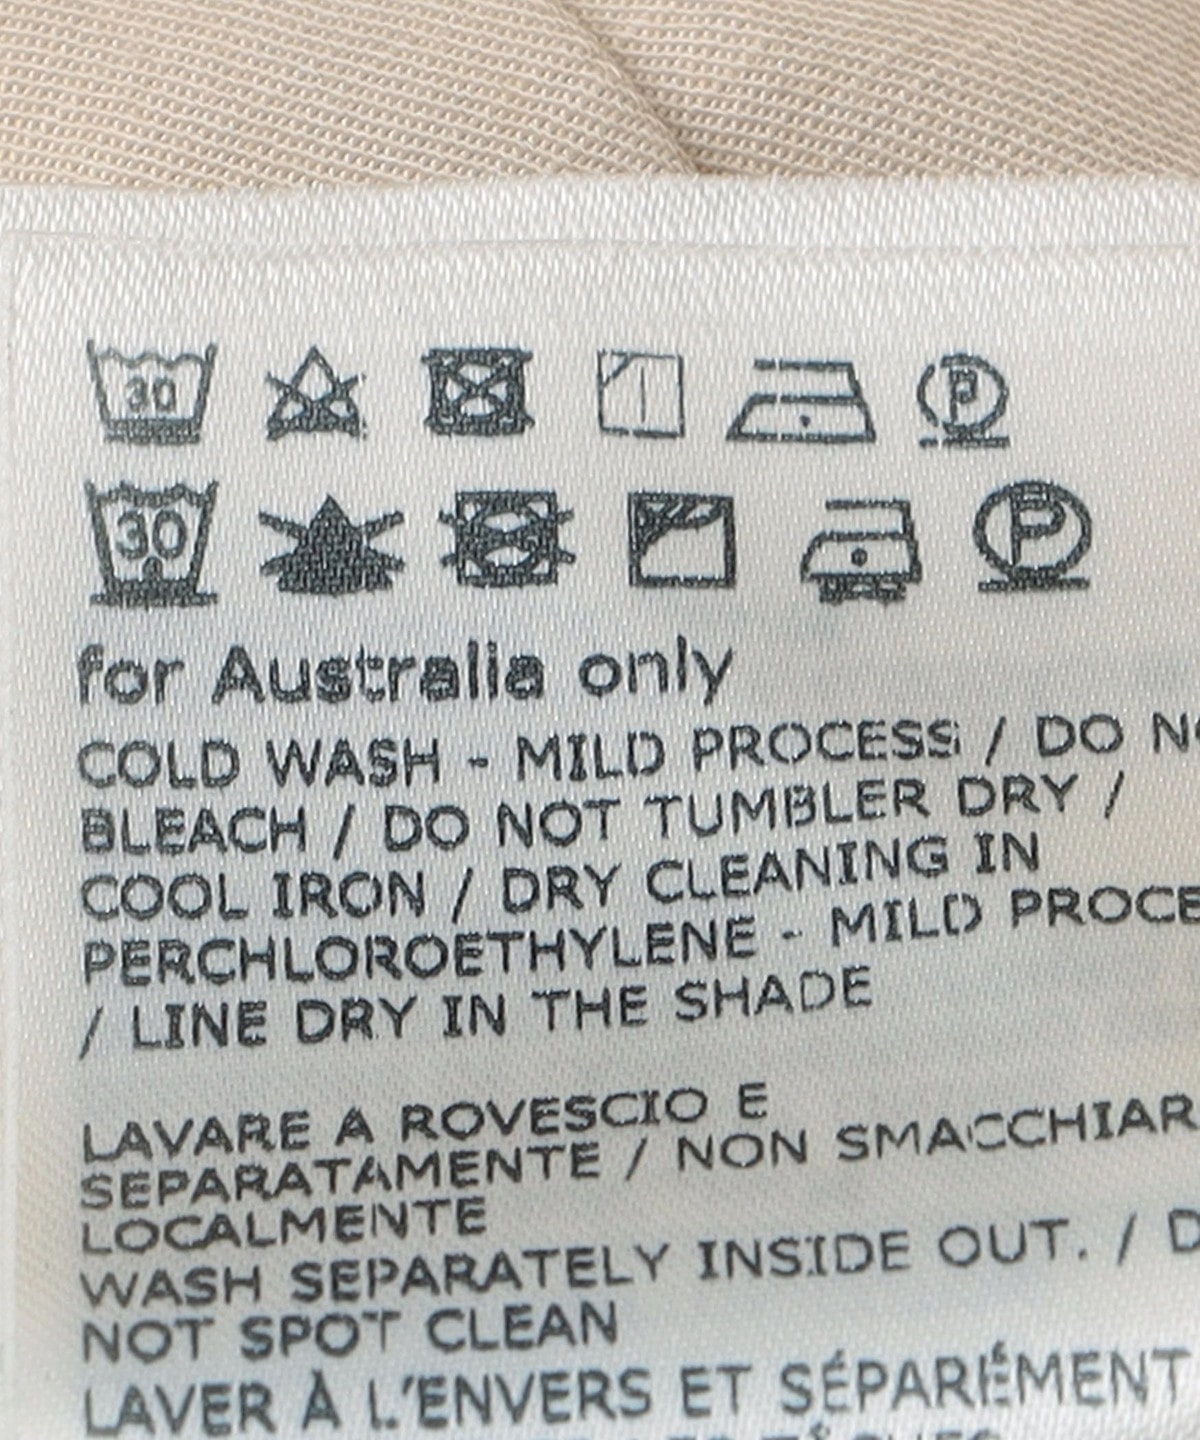 30 P
30 P
for Australia only
COLD WASH - MILD PROCESS / DO
BLEACH / DO NOT TUMBLER DRY /
COOL IRON / DRY CLEANING IN
PERCHLOROETHYLENE - MILD PROCE
/ LINE DRY IN THE SHADE
LAVARE A ROVESCIO E
SEPARATAMENTE / NON SMACCHIAR
LOCALMENTE
WASH SEPARATELY INSIDE OUT. / D
NOT SPOT CLEAN
LAVER À L'ENVERS ET SÉPARÉMENT